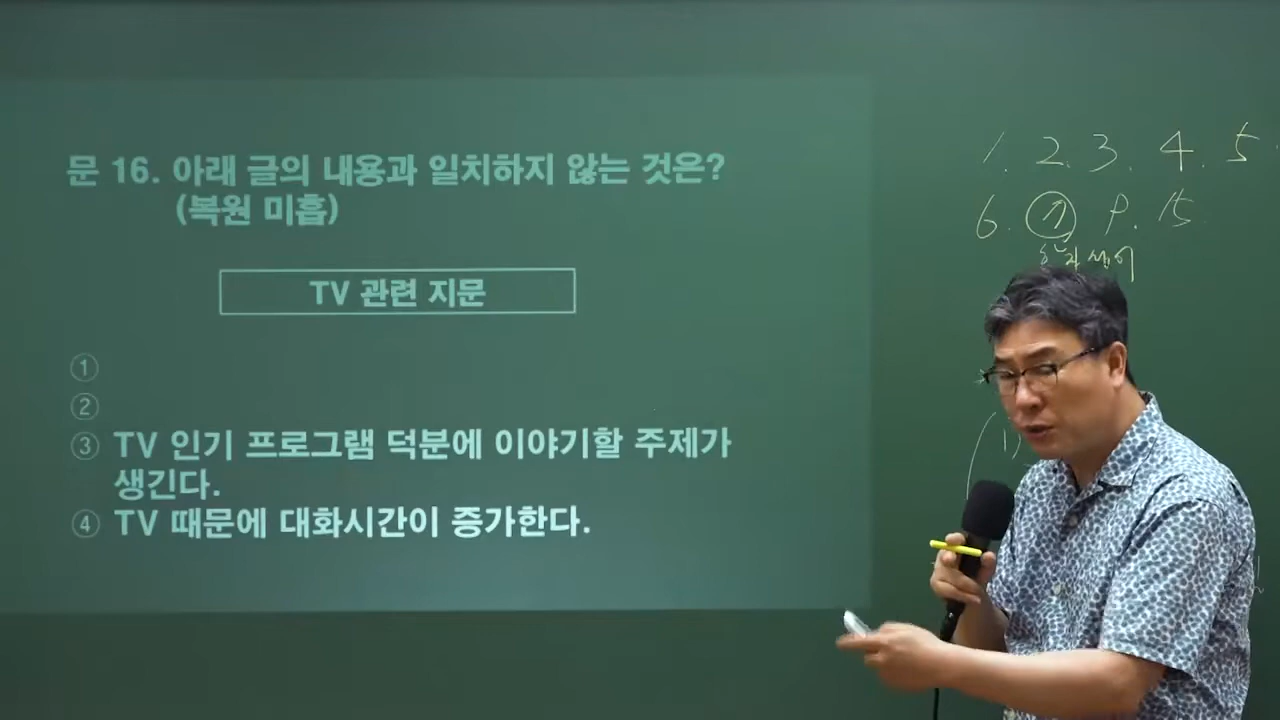 문 16. 아래 글의 내용과 일치하지 않는 것은?
(복원 미흡)
TV 관련 지문
①
②
③ TV 인기 프로그램 덕분에 이야기할 주제가
생긴다.
④ TV 때문에 대화시간이 증가한다.
1. 2. 3. 4. 5
6. 9. 15
(1)